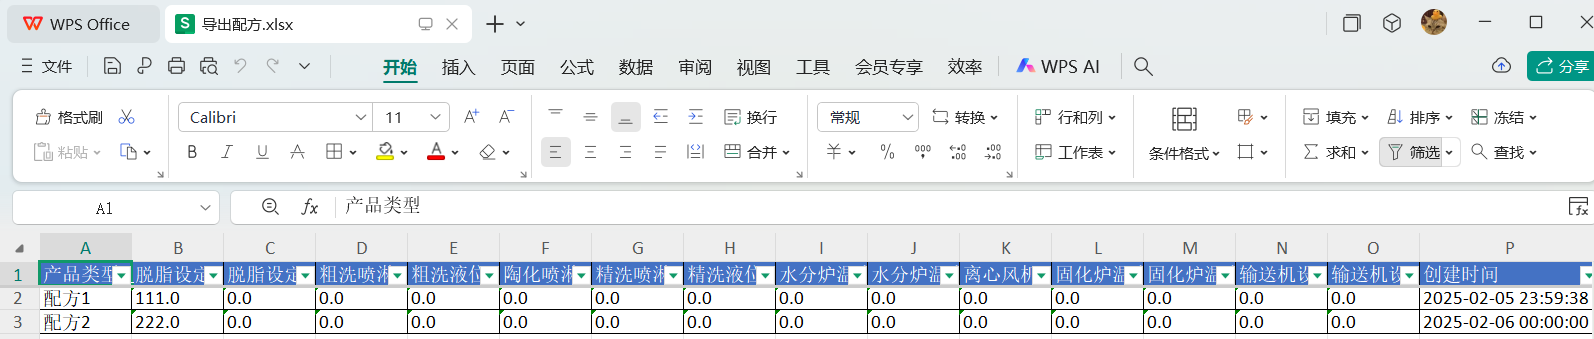 WPS Office 导出配方.xlsx
文件 开始 插入 页面 公式 数据 审阅 视图 工具 会员专享 效率 WPS AI 分享
格式刷 Calibri 11 A+ A- 换行 常规 转换 行和列 填充 排序 冻结
粘贴 B I U A A 合并 % 000 工作表 条件格式 求和 筛选 查找
A1 fx 产品类型
A B C D E F G H I J K L M N O P
1 产品类型 脱脂设定 脱脂设定 粗洗喷淋 粗洗液位 陶化喷淋 精洗喷淋 精洗液位 水分炉温 水分炉温 离心风机 固化炉温 固化炉温 输送机设 输送机设 创建时间
2 配方1 111.0 0.0 0.0 0.0 0.0 0.0 0.0 0.0 0.0 0.0 0.0 0.0 0.0 0.0 2025-02-05 23:59:38
3 配方2 222.0 0.0 0.0 0.0 0.0 0.0 0.0 0.0 0.0 0.0 0.0 0.0 0.0 0.0 2025-02-06 00:00:00